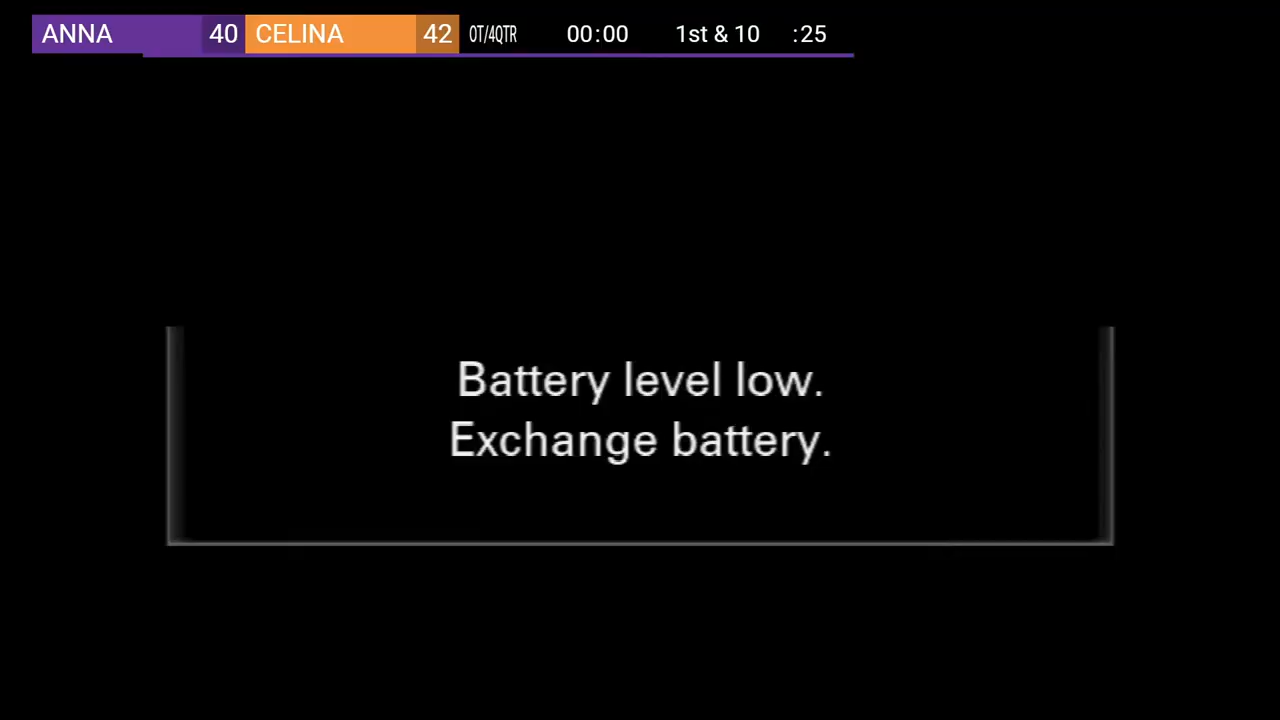 ANNA 40 CELINA 42 OT/4QTR 00:00 1st & 10 :25
Battery level low.
Exchange battery.